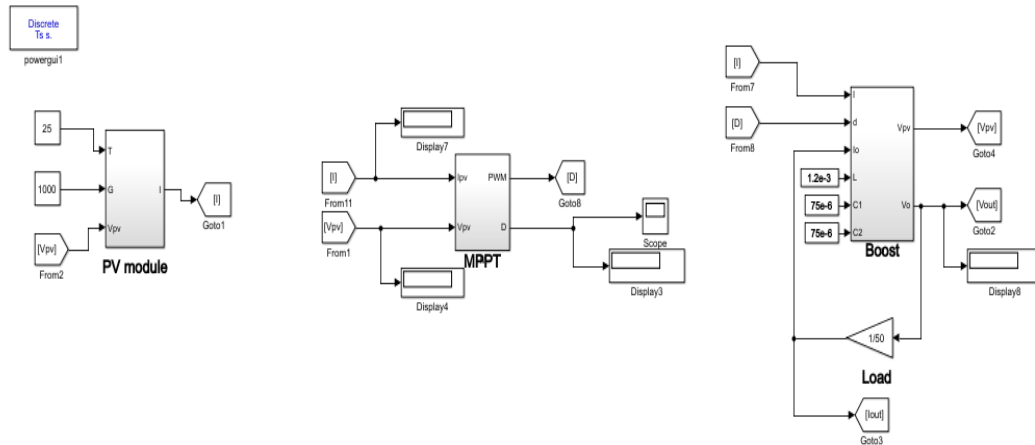 Discrete
Ts s.
powergui1
25
1000
[Vpv]
From2
T
G
Vpv
I
PV module
[I]
Goto1
Display7
[I]
From11
[Vpv]
From1
Ipv
Vpv
PWM
D
MPPT
[D]
Goto8
Scope
Display3
Display4
[I]
From7
[D]
From8
1.2e-3
75e-6
75e-6
I
d
Io
L
C1
C2
Vpv
Vo
Boost
[Vpv]
Goto4
[Vout]
Goto2
Display8
1/50
Load
[Iout]
Goto3